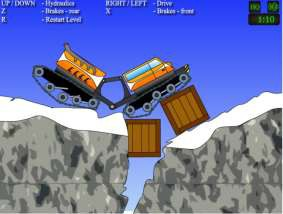 UP / DOWN - Hydraulics RIGHT / LEFT - Drive
Z - Brakes - rear X - Brakes - front
R - Restart Level
1:10